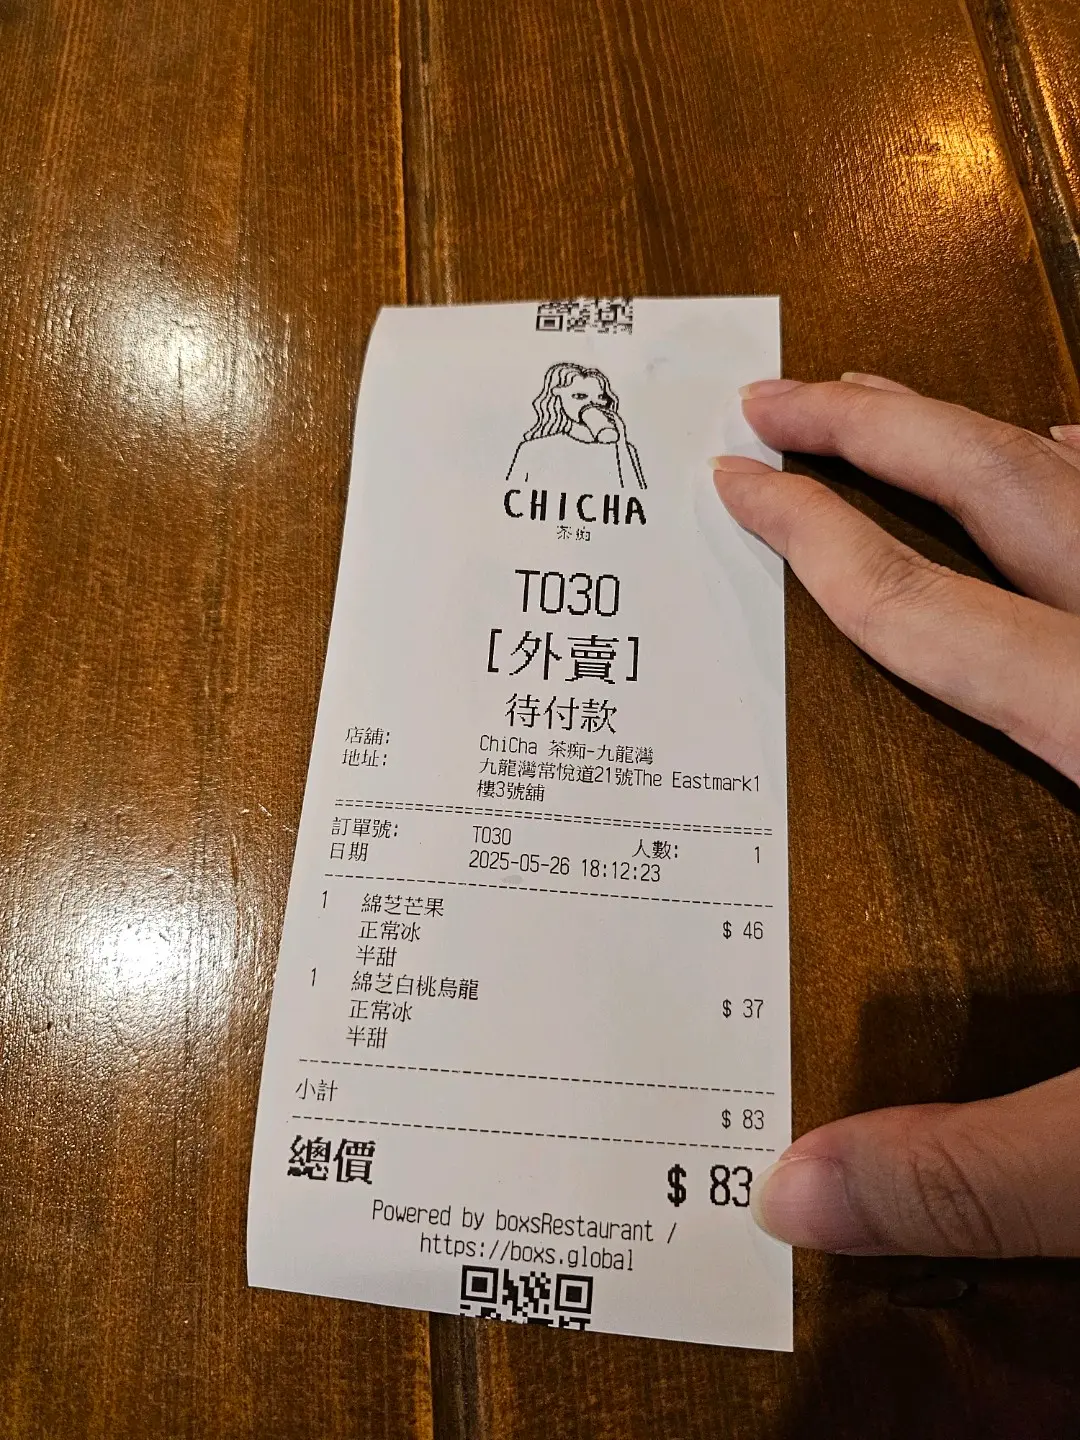 CHICHA
茶痴
T030
[外賣]
待付款
店舖: ChiCha 茶痴-九龍灣
地址: 九龍灣常悅道21號The Eastmark1
樓3號舖
訂單號: T030 人數: 1
日期 2025-05-26 18:12:23
1 綿芝芒果 $ 46
正常冰
半甜
1 綿芝白桃烏龍 $ 37
正常冰
半甜
小計 $ 83
總價 $ 83
Powered by boxsRestaurant /
https://boxs.global